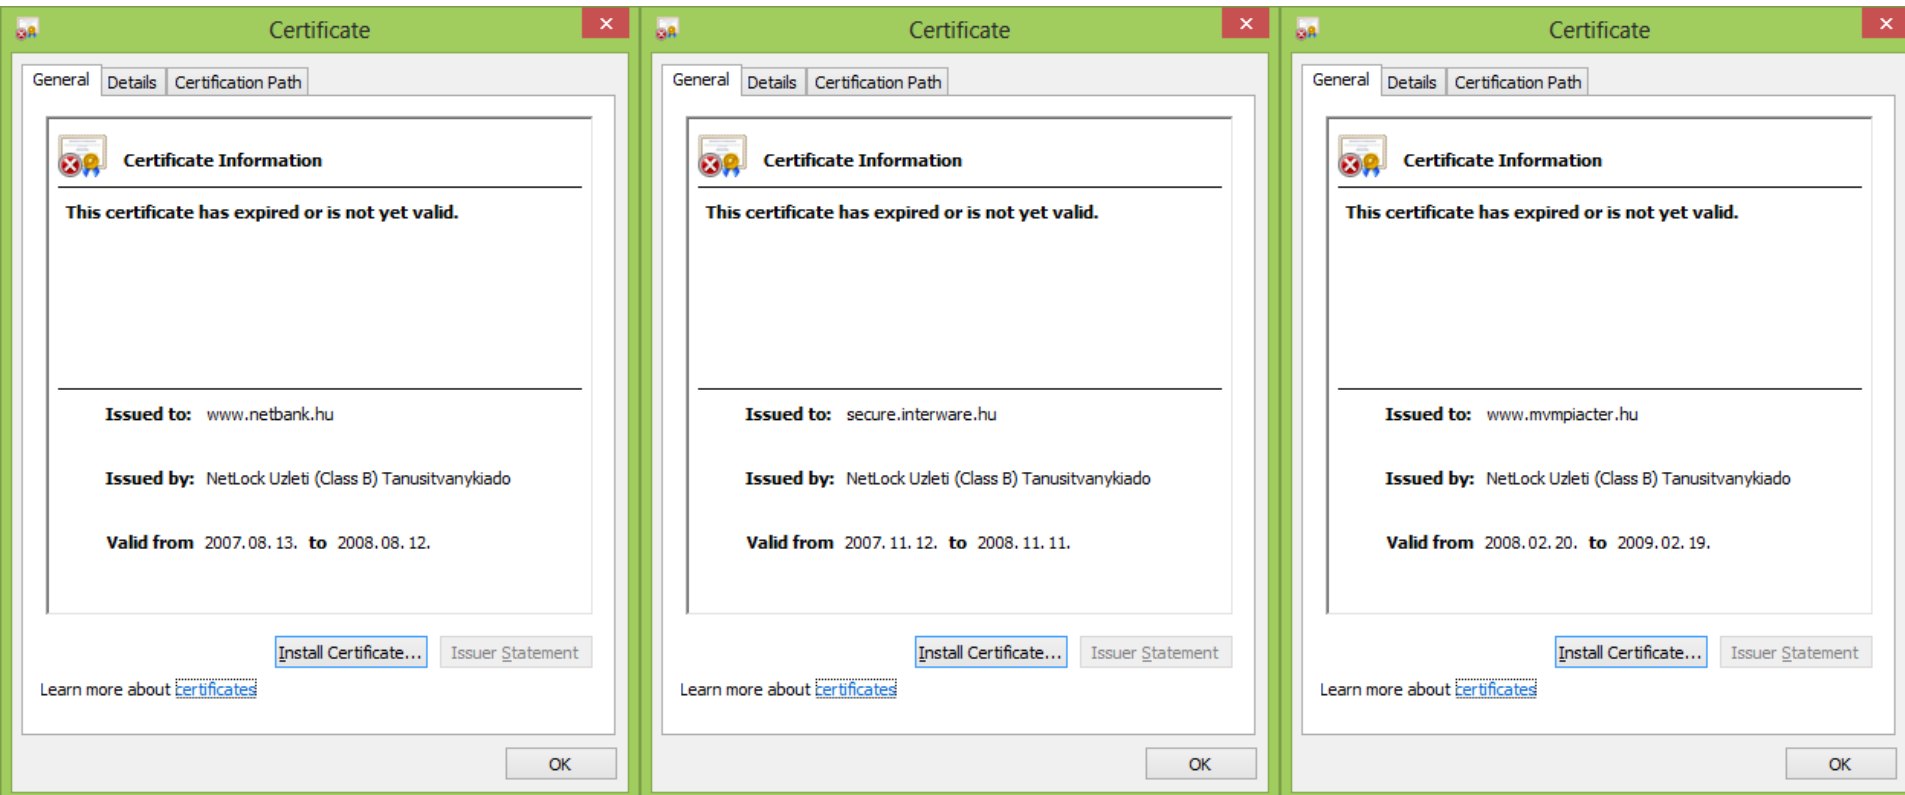 Certificate
General Details Certification Path
Certificate Information
This certificate has expired or is not yet valid.
Issued to: www.netbank.hu
Issued by: NetLock Uzleti (Class B) Tanusitvanykiado
Valid from 2007.08.13. to 2008.08.12.
Install Certificate... Issuer Statement
Learn more about certificates
OK
Certificate
General Details Certification Path
Certificate Information
This certificate has expired or is not yet valid.
Issued to: secure.interware.hu
Issued by: NetLock Uzleti (Class B) Tanusitvanykiado
Valid from 2007.11.12. to 2008.11.11.
Install Certificate... Issuer Statement
Learn more about certificates
OK
Certificate
General Details Certification Path
Certificate Information
This certificate has expired or is not yet valid.
Issued to: www.mvmpiacter.hu
Issued by: NetLock Uzleti (Class B) Tanusitvanykiado
Valid from 2008.02.20. to 2009.02.19.
Install Certificate... Issuer Statement
Learn more about certificates
OK